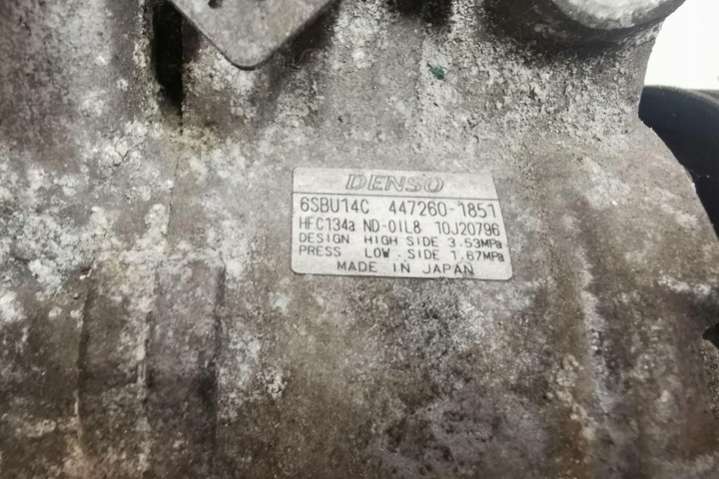 DENSO
6SBU14C 447260-1851
HFC134a ND-OIL8 10J20796
DESIGN HIGH SIDE 3.53MPa
PRESS LOW SIDE 1.67MPa
MADE IN JAPAN